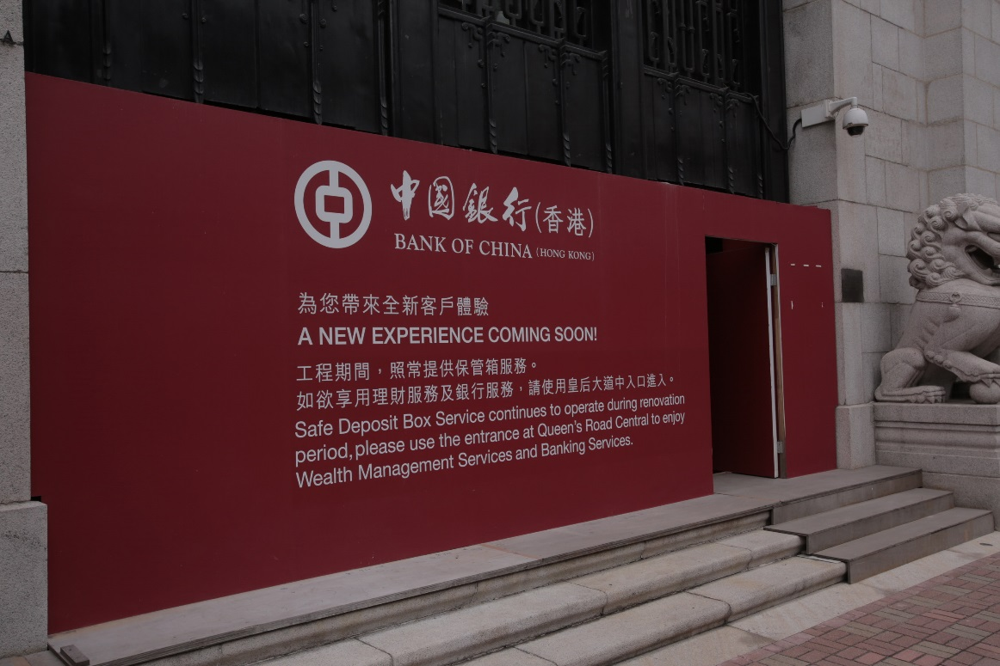 中国銀行(香港)
BANK OF CHINA (HONG KONG)
為您帶來全新客戶體驗
A NEW EXPERIENCE COMING SOON!
工程期間，照常提供保管箱服務。
如欲享用理財服務及銀行服務，請使用皇后大道中入口進入。
Safe Deposit Box Service continues to operate during renovation
period, please use the entrance at Queen's Road Central to enjoy
Wealth Management Services and Banking Services.